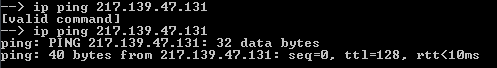 --> ip ping 217.139.47.131
[valid command]
--> ip ping 217.139.47.131
ping: PING 217.139.47.131: 32 data bytes
ping: 40 bytes from 217.139.47.131: seq=0, ttl=128, rtt<10ms